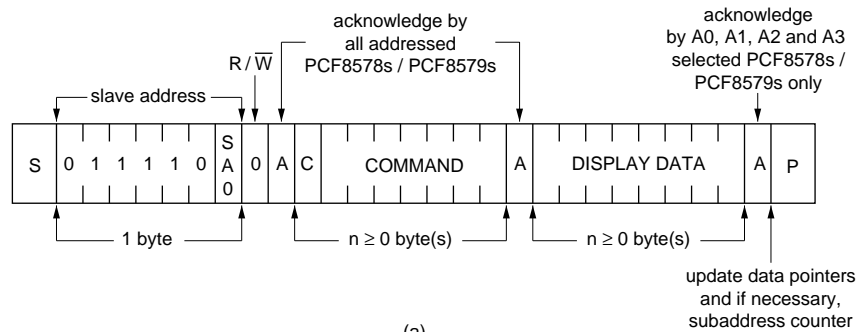 acknowledge by
all addressed
PCF8578s / PCF8579s
acknowledge
by A0, A1, A2 and A3
selected PCF8578s /
PCF8579s only
R / W
slave address
S 0 1 1 1 1 0 SA0 0 A C COMMAND A DISPLAY DATA A P
1 byte
n ≥ 0 byte(s)
n ≥ 0 byte(s)
update data pointers
and if necessary,
subaddress counter
(a)